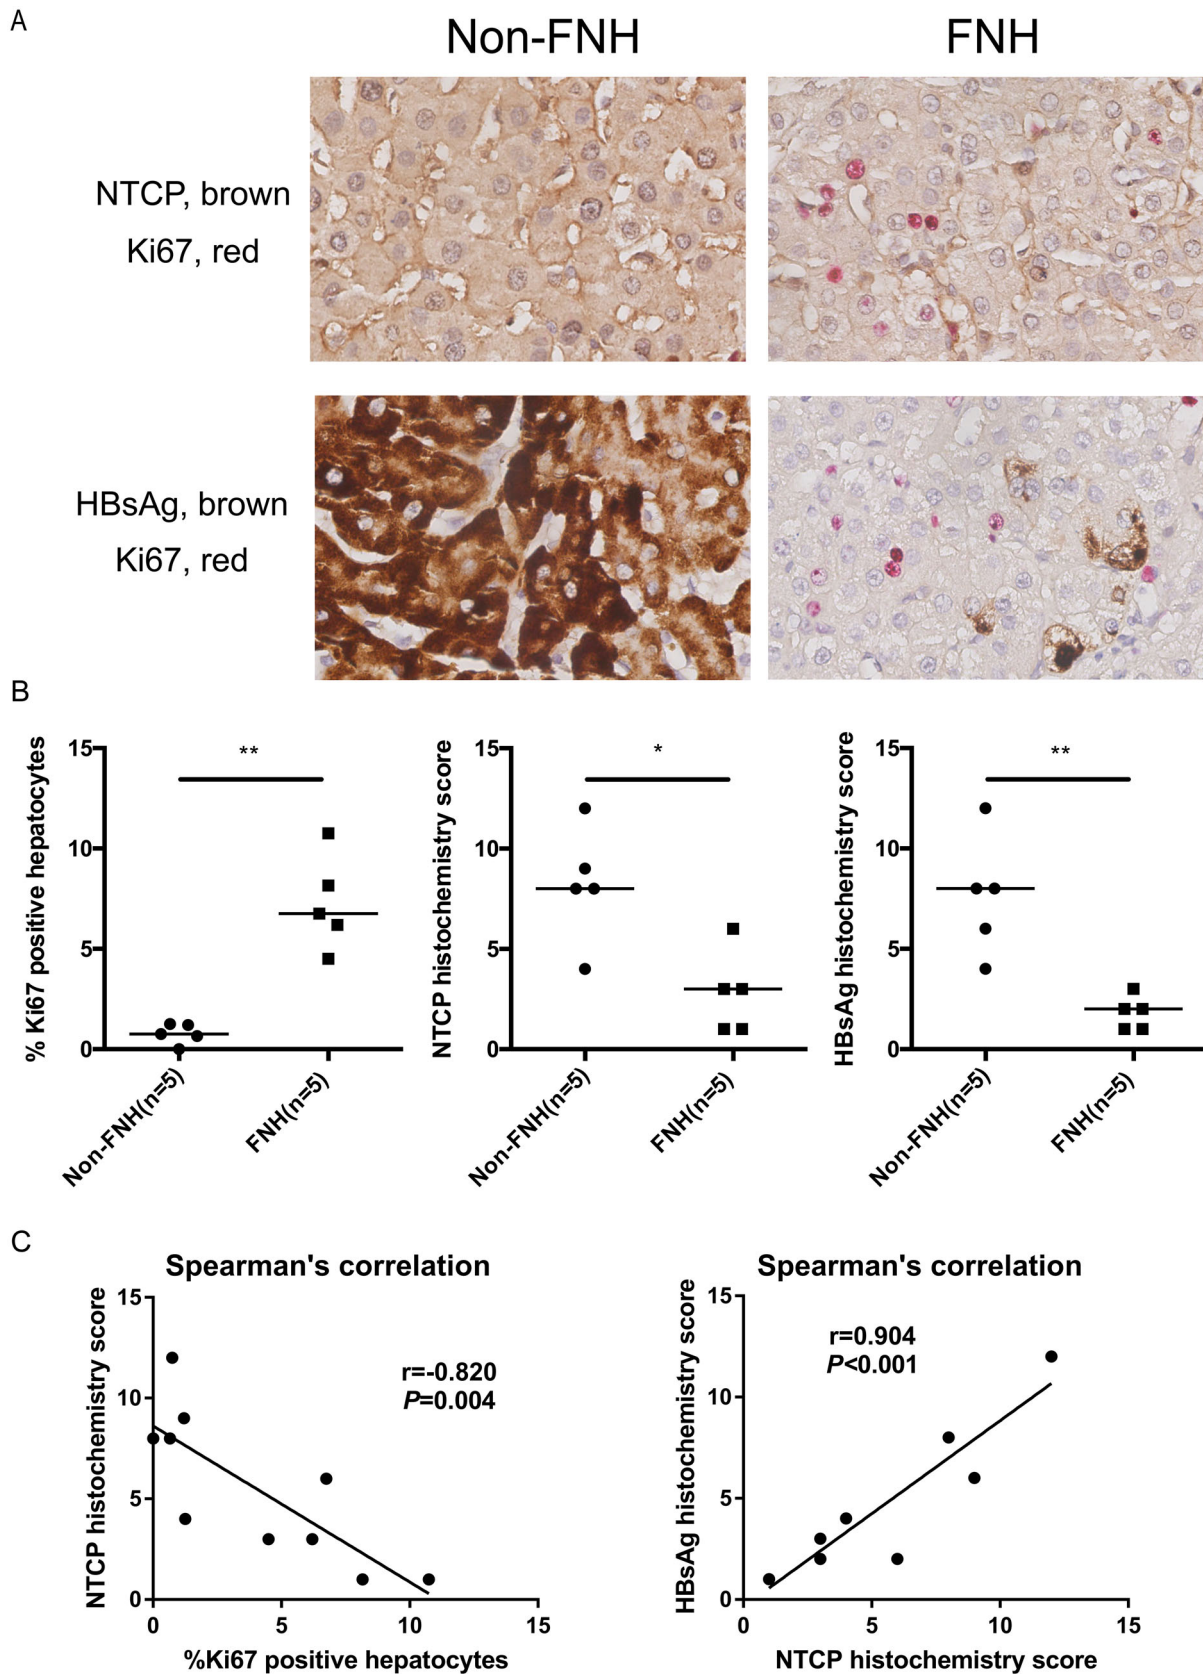 A
Non-FNH
FNH
NTCP, brown
Ki67, red
HBsAg, brown
Ki67, red
B
% Ki67 positive hepatocytes
15
10
5
0
**
Non-FNH(n=5)
FNH(n=5)
NTCP histochemistry score
15
10
5
0
*
Non-FNH(n=5)
FNH(n=5)
HBsAg histochemistry score
15
10
5
0
**
Non-FNH(n=5)
FNH(n=5)
C
Spearman's correlation
NTCP histochemistry score
15
10
5
0
r=-0.820
P=0.004
0
5
10
15
%Ki67 positive hepatocytes
Spearman's correlation
HBsAg histochemistry score
15
10
5
0
r=0.904
P<0.001
0
5
10
15
NTCP histochemistry score